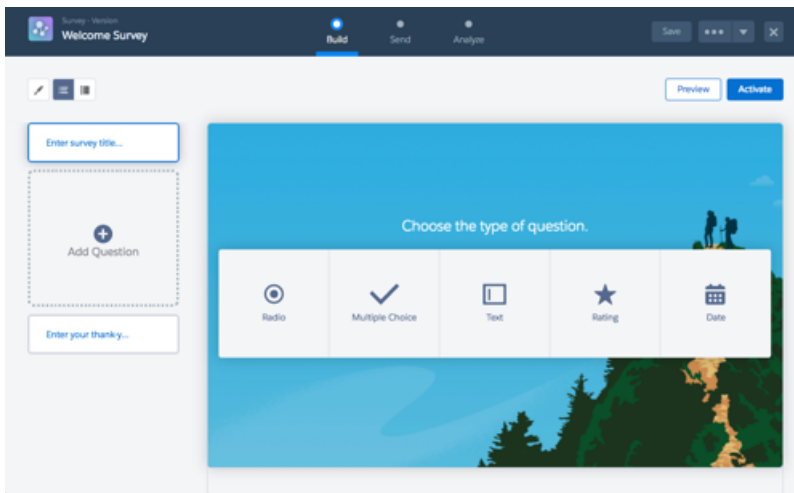 Survey - Version
Welcome Survey
Build
Send
Analyze
Save
Preview
Activate
Enter survey title...
Choose the type of question.
Add Question
Radio
Multiple Choice
Text
Rating
Date
Enter your thank-y...